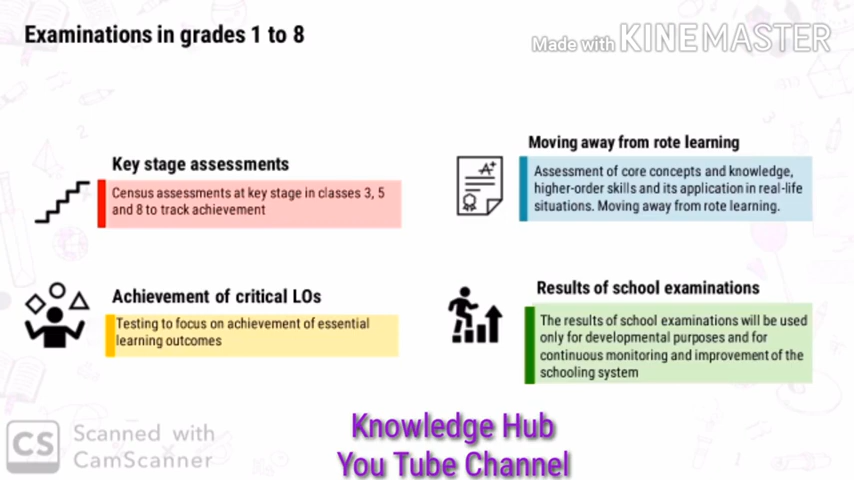 Examinations in grades 1 to 8
Made with KINEMASTER
Key stage assessments
Census assessments at key stage in classes 3, 5
and 8 to track achievement
Moving away from rote learning
A+
Assessment of core concepts and knowledge,
higher-order skills and its application in real-life
situations. Moving away from rote learning.
Achievement of critical LOs
Testing to focus on achievement of essential
learning outcomes
Results of school examinations
The results of school examinations will be used
only for developmental purposes and for
continuous monitoring and improvement of the
schooling system
Knowledge Hub
You Tube Channel
CS
Scanned with
CamScanner